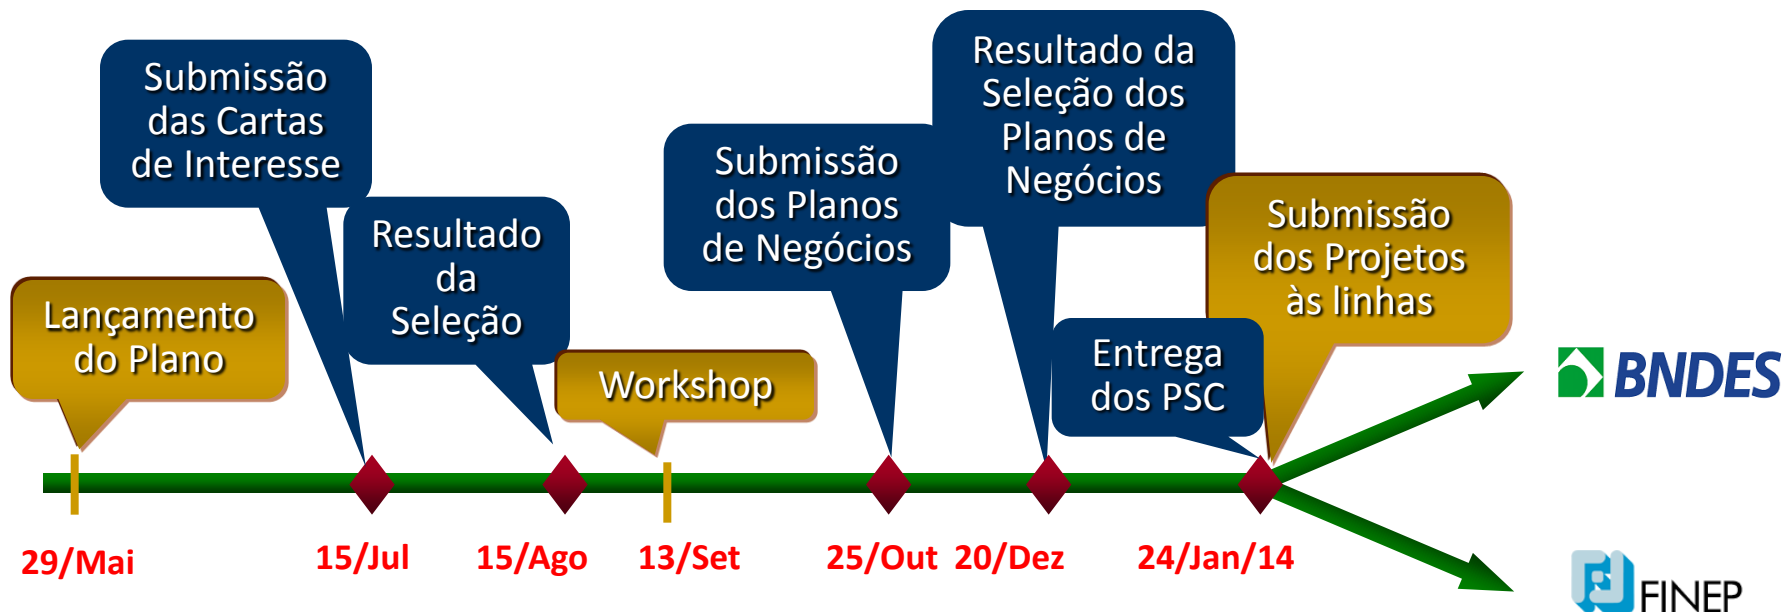 Lançamento
do Plano
Submissão
das Cartas
de Interesse
Resultado
da
Seleção
Workshop
Submissão
dos Planos
de Negócios
Resultado da
Seleção dos
Planos de
Negócios
Entrega
dos PSC
Submissão
dos Projetos
às linhas
BNDES
29/Mai
15/Jul
15/Ago
13/Set
25/Out
20/Dez
24/Jan/14
FINEP